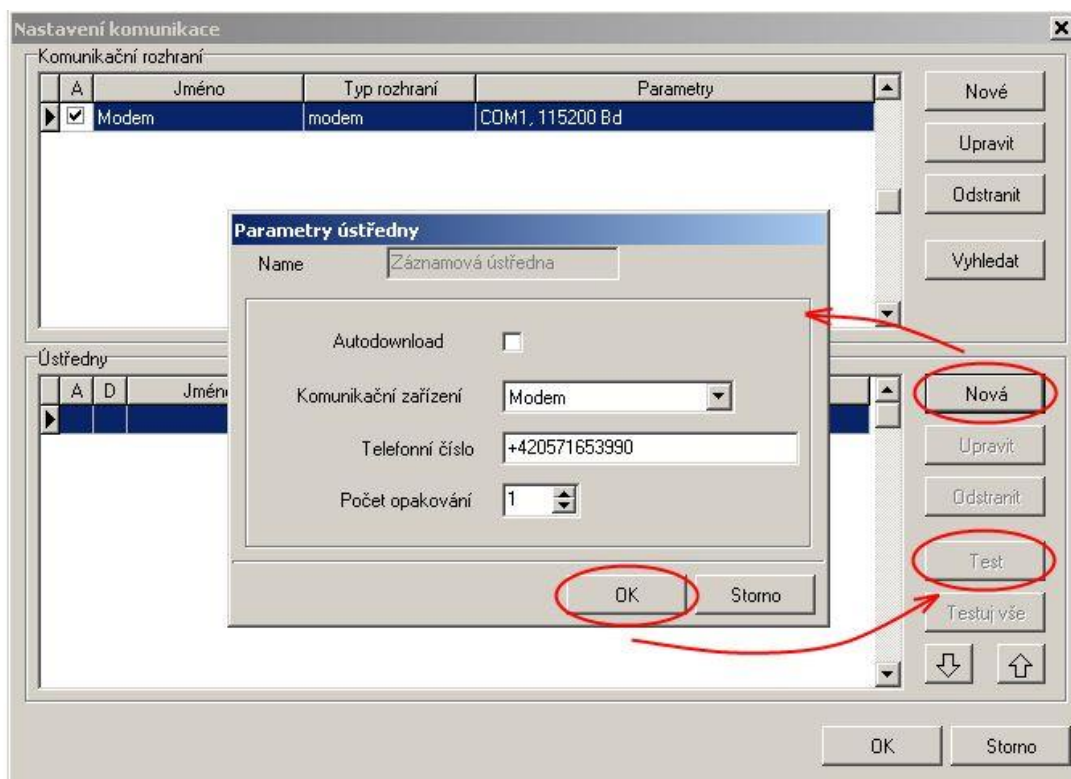 Nastavení komunikace
Komunikační rozhraní
A Jméno Typ rozhraní Parametry
Modem modem COM1, 115200 Bd
Nové
Upravit
Odstranit
Vyhledat
Parametry ústředny
Name Záznamová ústředna
Autodownload
Komunikační zařízení Modem
Telefonní číslo +420571653990
Počet opakování 1
OK Storno
Ústředny
A D
Nová
Upravit
Odstranit
Test
Testuj vše
OK Storno